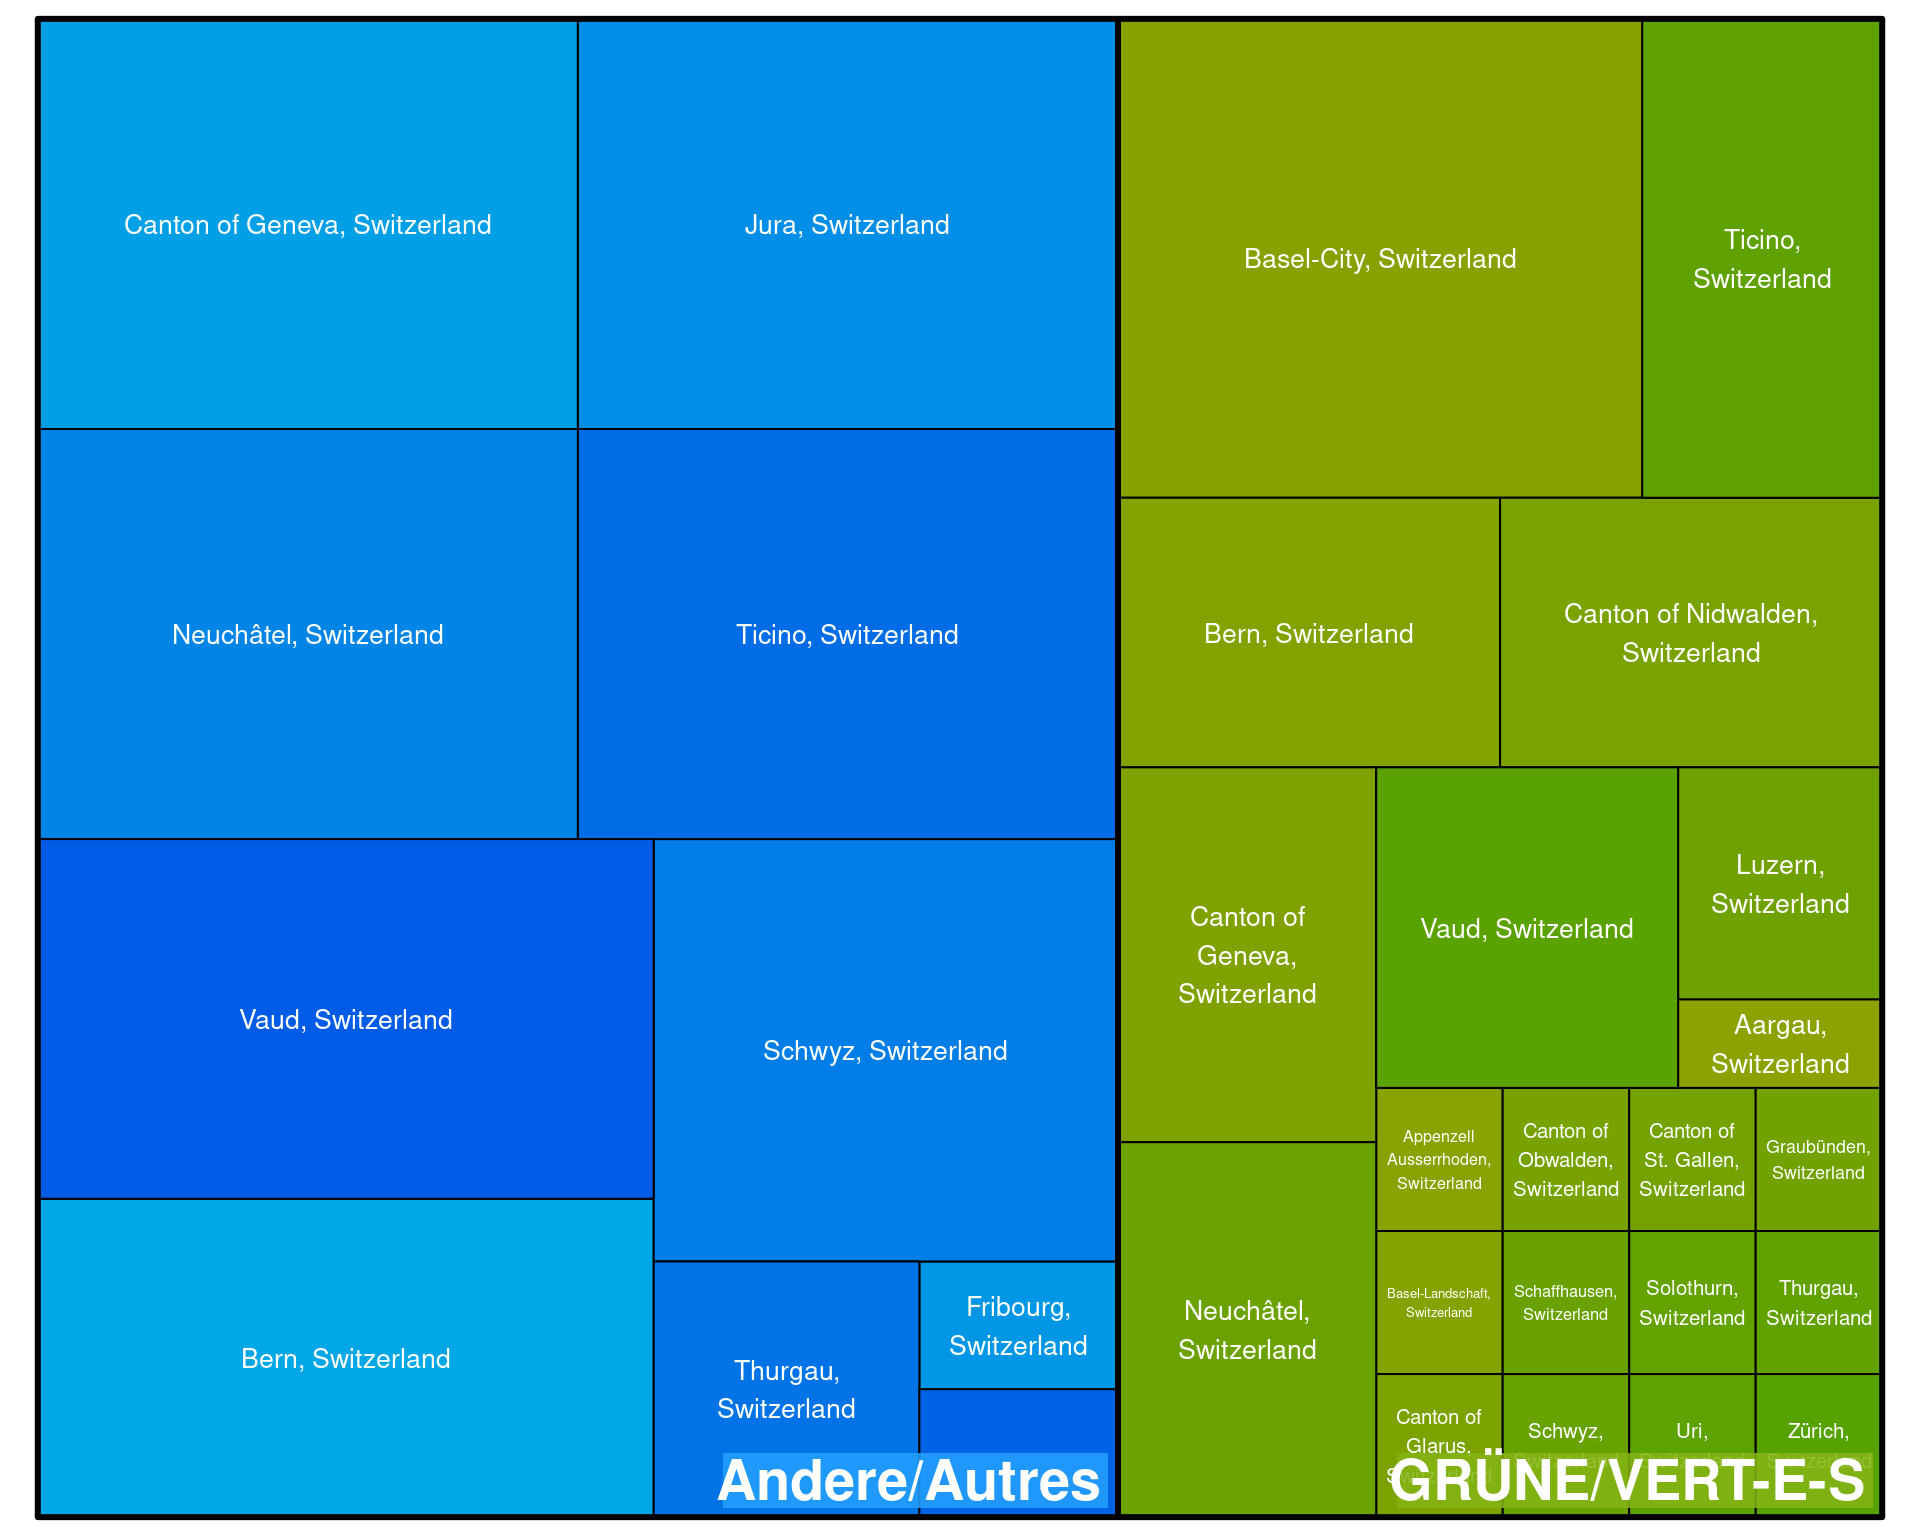 Canton of Geneva, Switzerland
Jura, Switzerland
Neuchâtel, Switzerland
Ticino, Switzerland
Vaud, Switzerland
Schwyz, Switzerland
Bern, Switzerland
Thurgau,
Switzerland
Fribourg,
Switzerland
Andere/Autres
Basel-City, Switzerland
Ticino,
Switzerland
Bern, Switzerland
Canton of Nidwalden,
Switzerland
Canton of
Geneva,
Switzerland
Vaud, Switzerland
Luzern,
Switzerland
Aargau,
Switzerland
Neuchâtel,
Switzerland
Appenzell
Ausserrhoden,
Switzerland
Canton of
Obwalden,
Switzerland
Canton of
St. Gallen,
Switzerland
Graubünden,
Switzerland
Basel-Landschaft,
Switzerland
Schaffhausen,
Switzerland
Solothurn,
Switzerland
Thurgau,
Switzerland
Canton of
Glarus,
Switzerland
Schwyz,
Switzerland
Uri,
Switzerland
Zürich,
Switzerland
GRÜNE/VERT-E-S